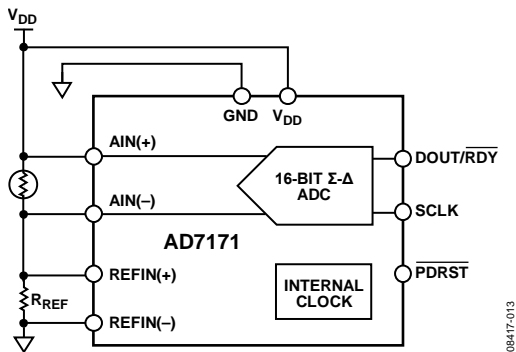 VDD
GND
VDD
AIN(+)
DOUT/RDY
16-BIT Σ-Δ
ADC
AIN(–)
SCLK
AD7171
REFIN(+)
PDRST
INTERNAL
CLOCK
RREF
REFIN(–)
08417-013